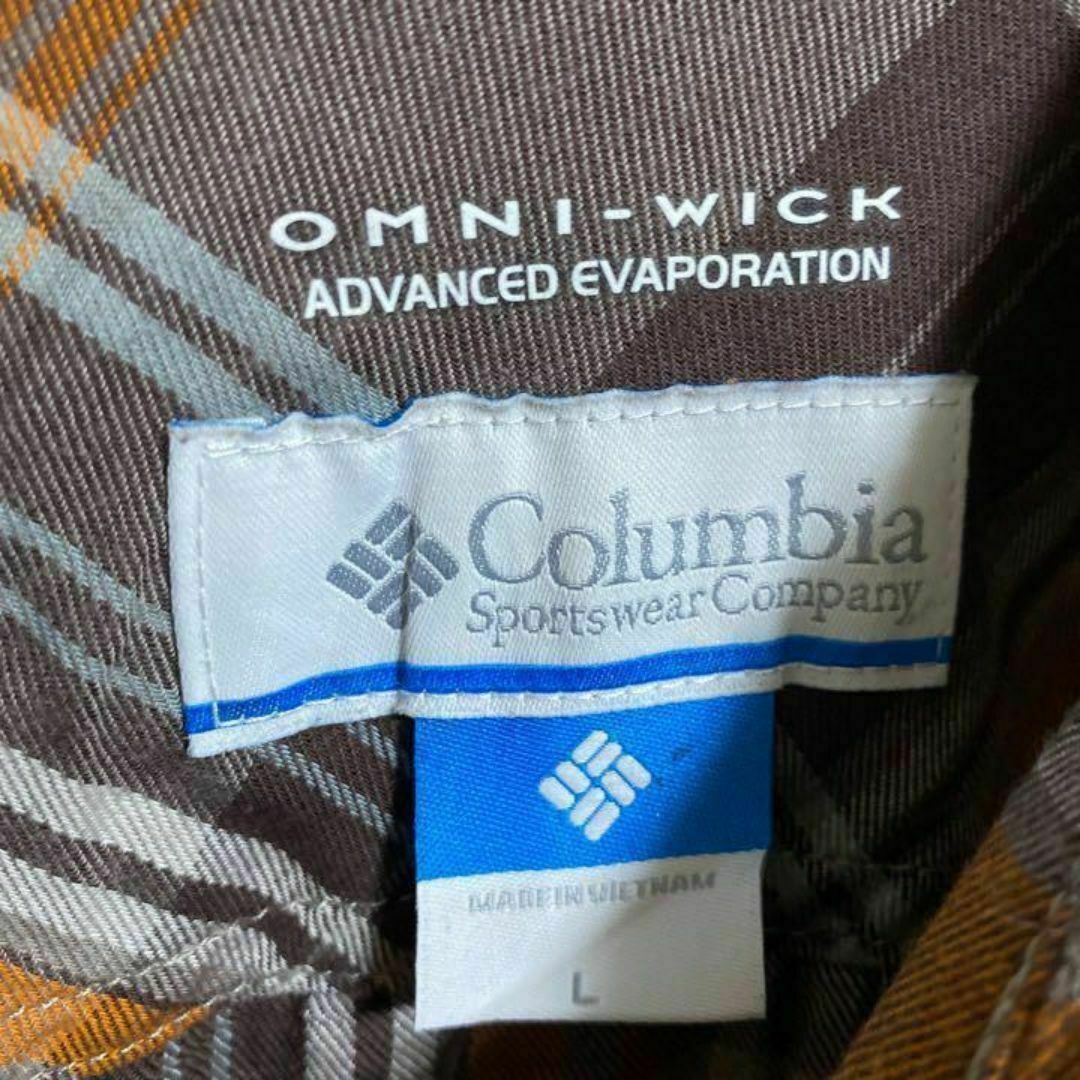 OMNI-WICK
ADVANCED EVAPORATION
Columbia
Sportswear Company
MADE IN VIETNAM
L